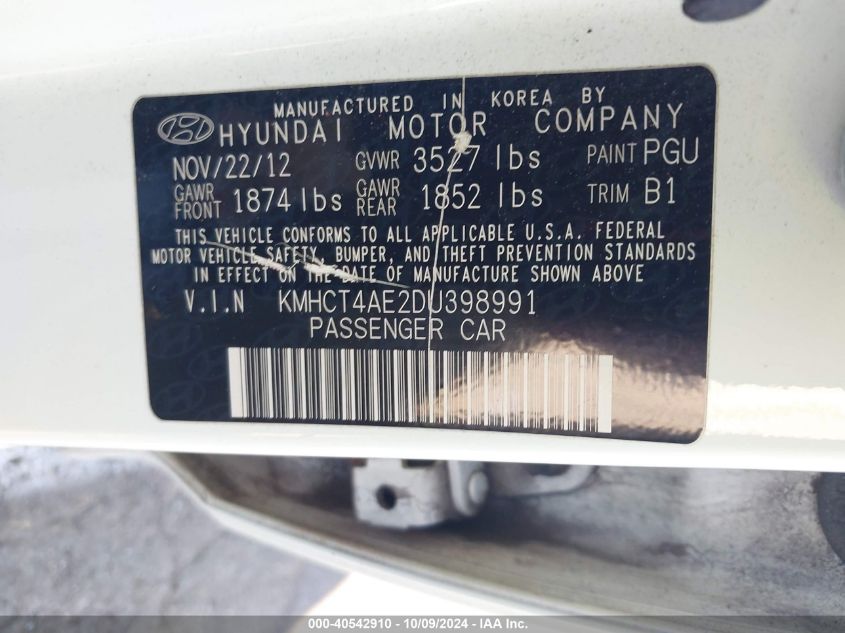 MANUFACTURED IN KOREA BY
HYUNDAI MOTOR COMPANY
NOV/22/12 GVWR 3527 lbs PAINT PGU
GAWR FRONT 1874 lbs GAWR REAR 1852 lbs TRIM B1
THIS VEHICLE CONFORMS TO ALL APPLICABLE U.S.A. FEDERAL
MOTOR VEHICLE SAFETY, BUMPER, AND THEFT PREVENTION STANDARDS
IN EFFECT ON THE DATE OF MANUFACTURE SHOWN ABOVE
V.I.N KMHCT4AE2DU398991
PASSENGER CAR
000-40542910 - 10/09/2024 - IAA Inc.